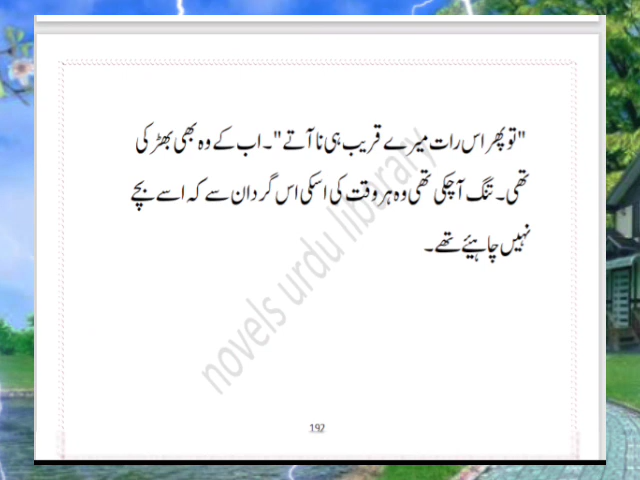 "تو پھر اس رات میرے قریب ہی نا آتے"۔ اب کے وہ بھی بھڑکی
تھی۔ تنگ آچکی تھی وہ ہر وقت کی اسکی اس گردان سے کہ اسے بچے
نہیں چاہیئے تھے۔
novels urdu liberary
192